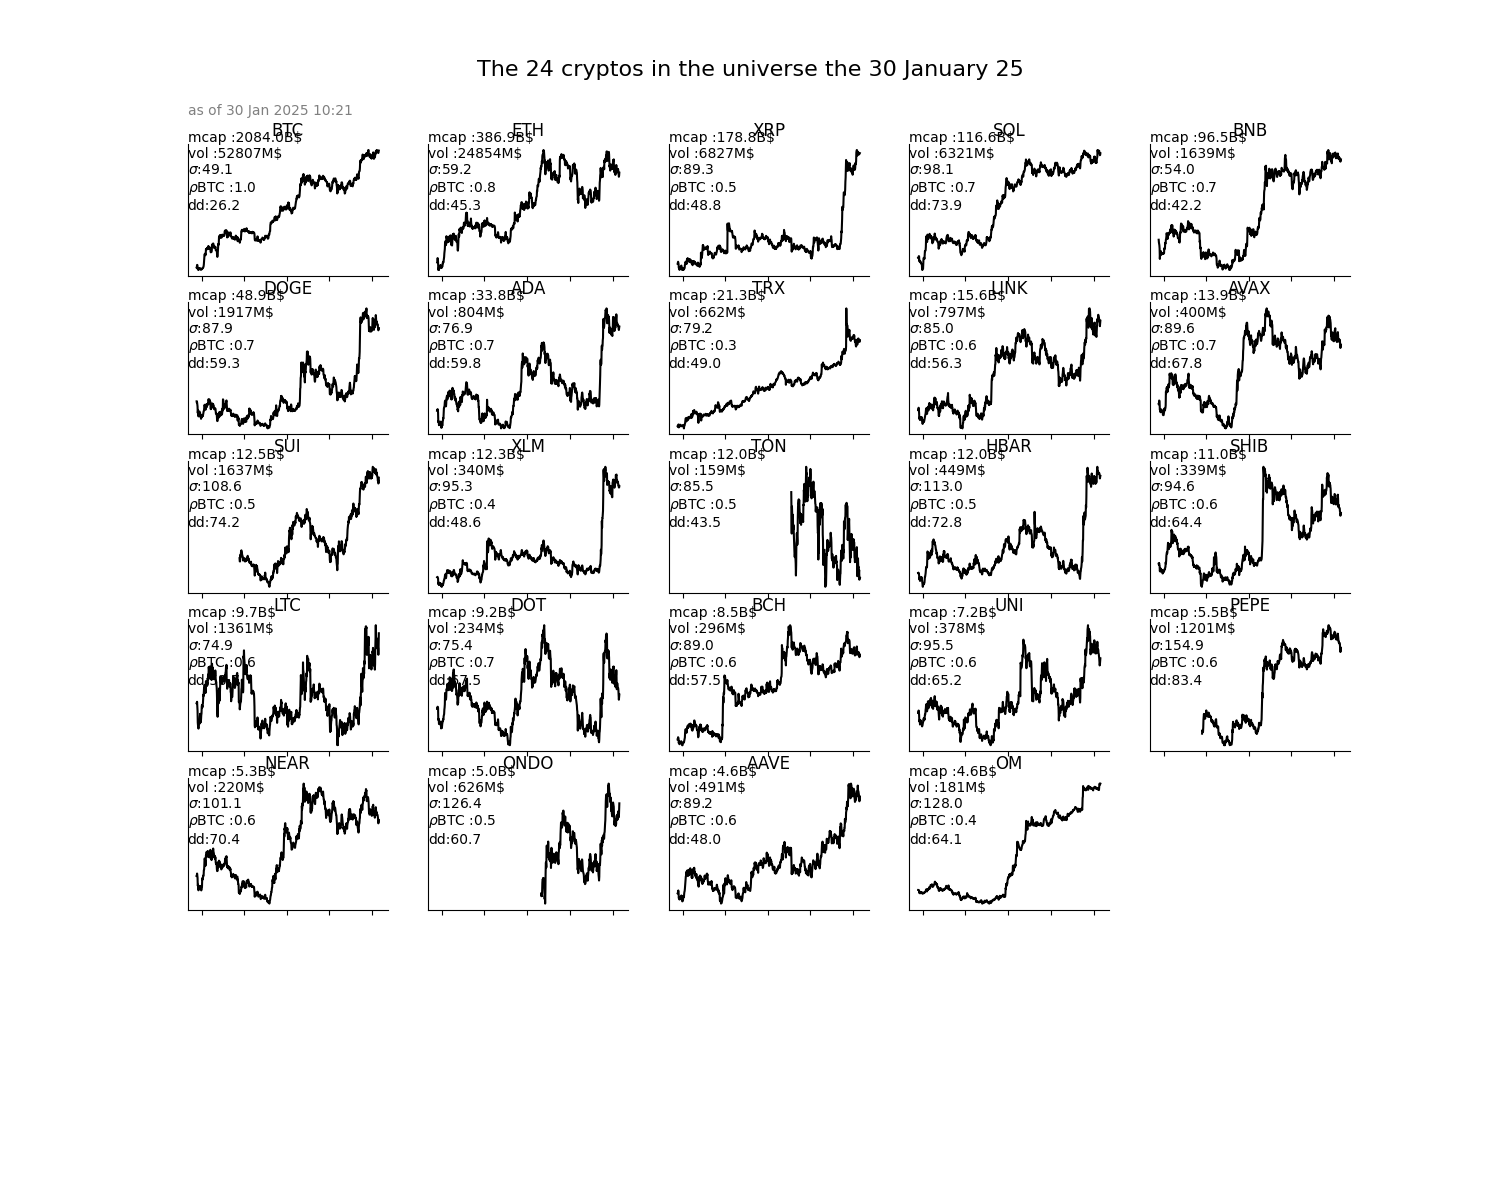 The 24 cryptos in the universe the 30 January 25
as of 30 Jan 2025 10:21
BTC
mcap :2084.0B$
vol :52807M$
σ:49.1
ρBTC :1.0
dd:26.2
ETH
mcap :386.9B$
vol :24854M$
σ:59.2
ρBTC :0.8
dd:45.3
XRP
mcap :178.8B$
vol :6827M$
σ:89.3
ρBTC :0.5
dd:48.8
SOL
mcap :116.6B$
vol :6321M$
σ:98.1
ρBTC :0.7
dd:73.9
BNB
mcap :96.5B$
vol :1639M$
σ:54.0
ρBTC :0.7
dd:42.2
DOGE
mcap :48.9B$
vol :1917M$
σ:87.9
ρBTC :0.7
dd:59.3
ADA
mcap :33.8B$
vol :804M$
σ:76.9
ρBTC :0.7
dd:59.8
TRX
mcap :21.3B$
vol :662M$
σ:79.2
ρBTC :0.3
dd:49.0
LINK
mcap :15.6B$
vol :797M$
σ:85.0
ρBTC :0.6
dd:56.3
AVAX
mcap :13.9B$
vol :400M$
σ:89.6
ρBTC :0.7
dd:67.8
SUI
mcap :12.5B$
vol :1637M$
σ:108.6
ρBTC :0.5
dd:74.2
XLM
mcap :12.3B$
vol :340M$
σ:95.3
ρBTC :0.4
dd:48.6
TON
mcap :12.0B$
vol :159M$
σ:85.5
ρBTC :0.5
dd:43.5
HBAR
mcap :12.0B$
vol :449M$
σ:113.0
ρBTC :0.5
dd:72.8
SHIB
mcap :11.0B$
vol :339M$
σ:94.6
ρBTC :0.6
dd:64.4
LTC
mcap :9.7B$
vol :1361M$
σ:74.9
ρBTC :0.6
DOT
mcap :9.2B$
vol :234M$
σ:75.4
ρBTC :0.7
dd:57.5
BCH
mcap :8.5B$
vol :296M$
σ:89.0
ρBTC :0.6
dd:57.5
UNI
mcap :7.2B$
vol :378M$
σ:95.5
ρBTC :0.6
dd:65.2
PEPE
mcap :5.5B$
vol :1201M$
σ:154.9
ρBTC :0.6
dd:83.4
NEAR
mcap :5.3B$
vol :220M$
σ:101.1
ρBTC :0.6
dd:70.4
ONDO
mcap :5.0B$
vol :626M$
σ:126.4
ρBTC :0.5
dd:60.7
AAVE
mcap :4.6B$
vol :491M$
σ:89.2
ρBTC :0.6
dd:48.0
OM
mcap :4.6B$
vol :181M$
σ:128.0
ρBTC :0.4
dd:64.1